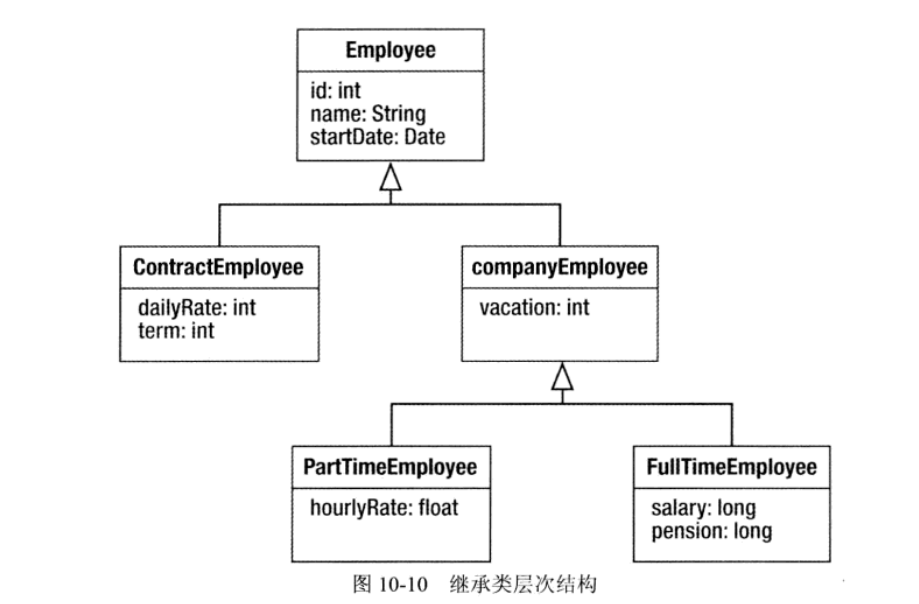 Employee
id: int
name: String
startDate: Date
ContractEmployee
dailyRate: int
term: int
companyEmployee
vacation: int
PartTimeEmployee
hourlyRate: float
FullTimeEmployee
salary: long
pension: long
图 10-10 继承类层次结构